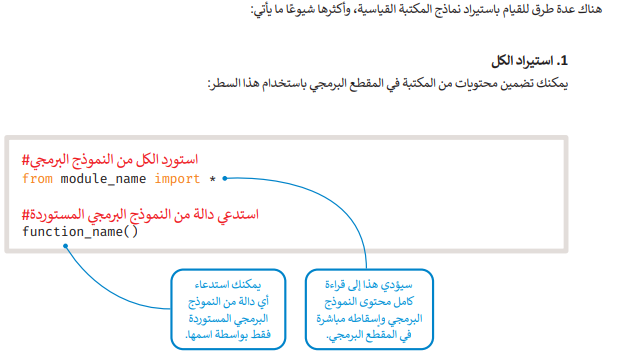 هناك عدة طرق للقيام باستيراد نماذج المكتبة القياسية، وأكثرها شيوعًا ما يأتي:
1. استيراد الكل
يمكنك تضمين محتويات من المكتبة في المقطع البرمجي باستخدام هذا السطر:
#استورد الكل من النموذج البرمجي
from module_name import *
#استدعي دالة من النموذج البرمجي المستوردة
function_name()
سيؤدي هذا إلى قراءة
كامل محتوى النموذج
البرمجي وإسقاطه مباشرة
في المقطع البرمجي.
يمكنك استدعاء
أي دالة من النموذج
البرمجي المستوردة
فقط بواسطة اسمها.